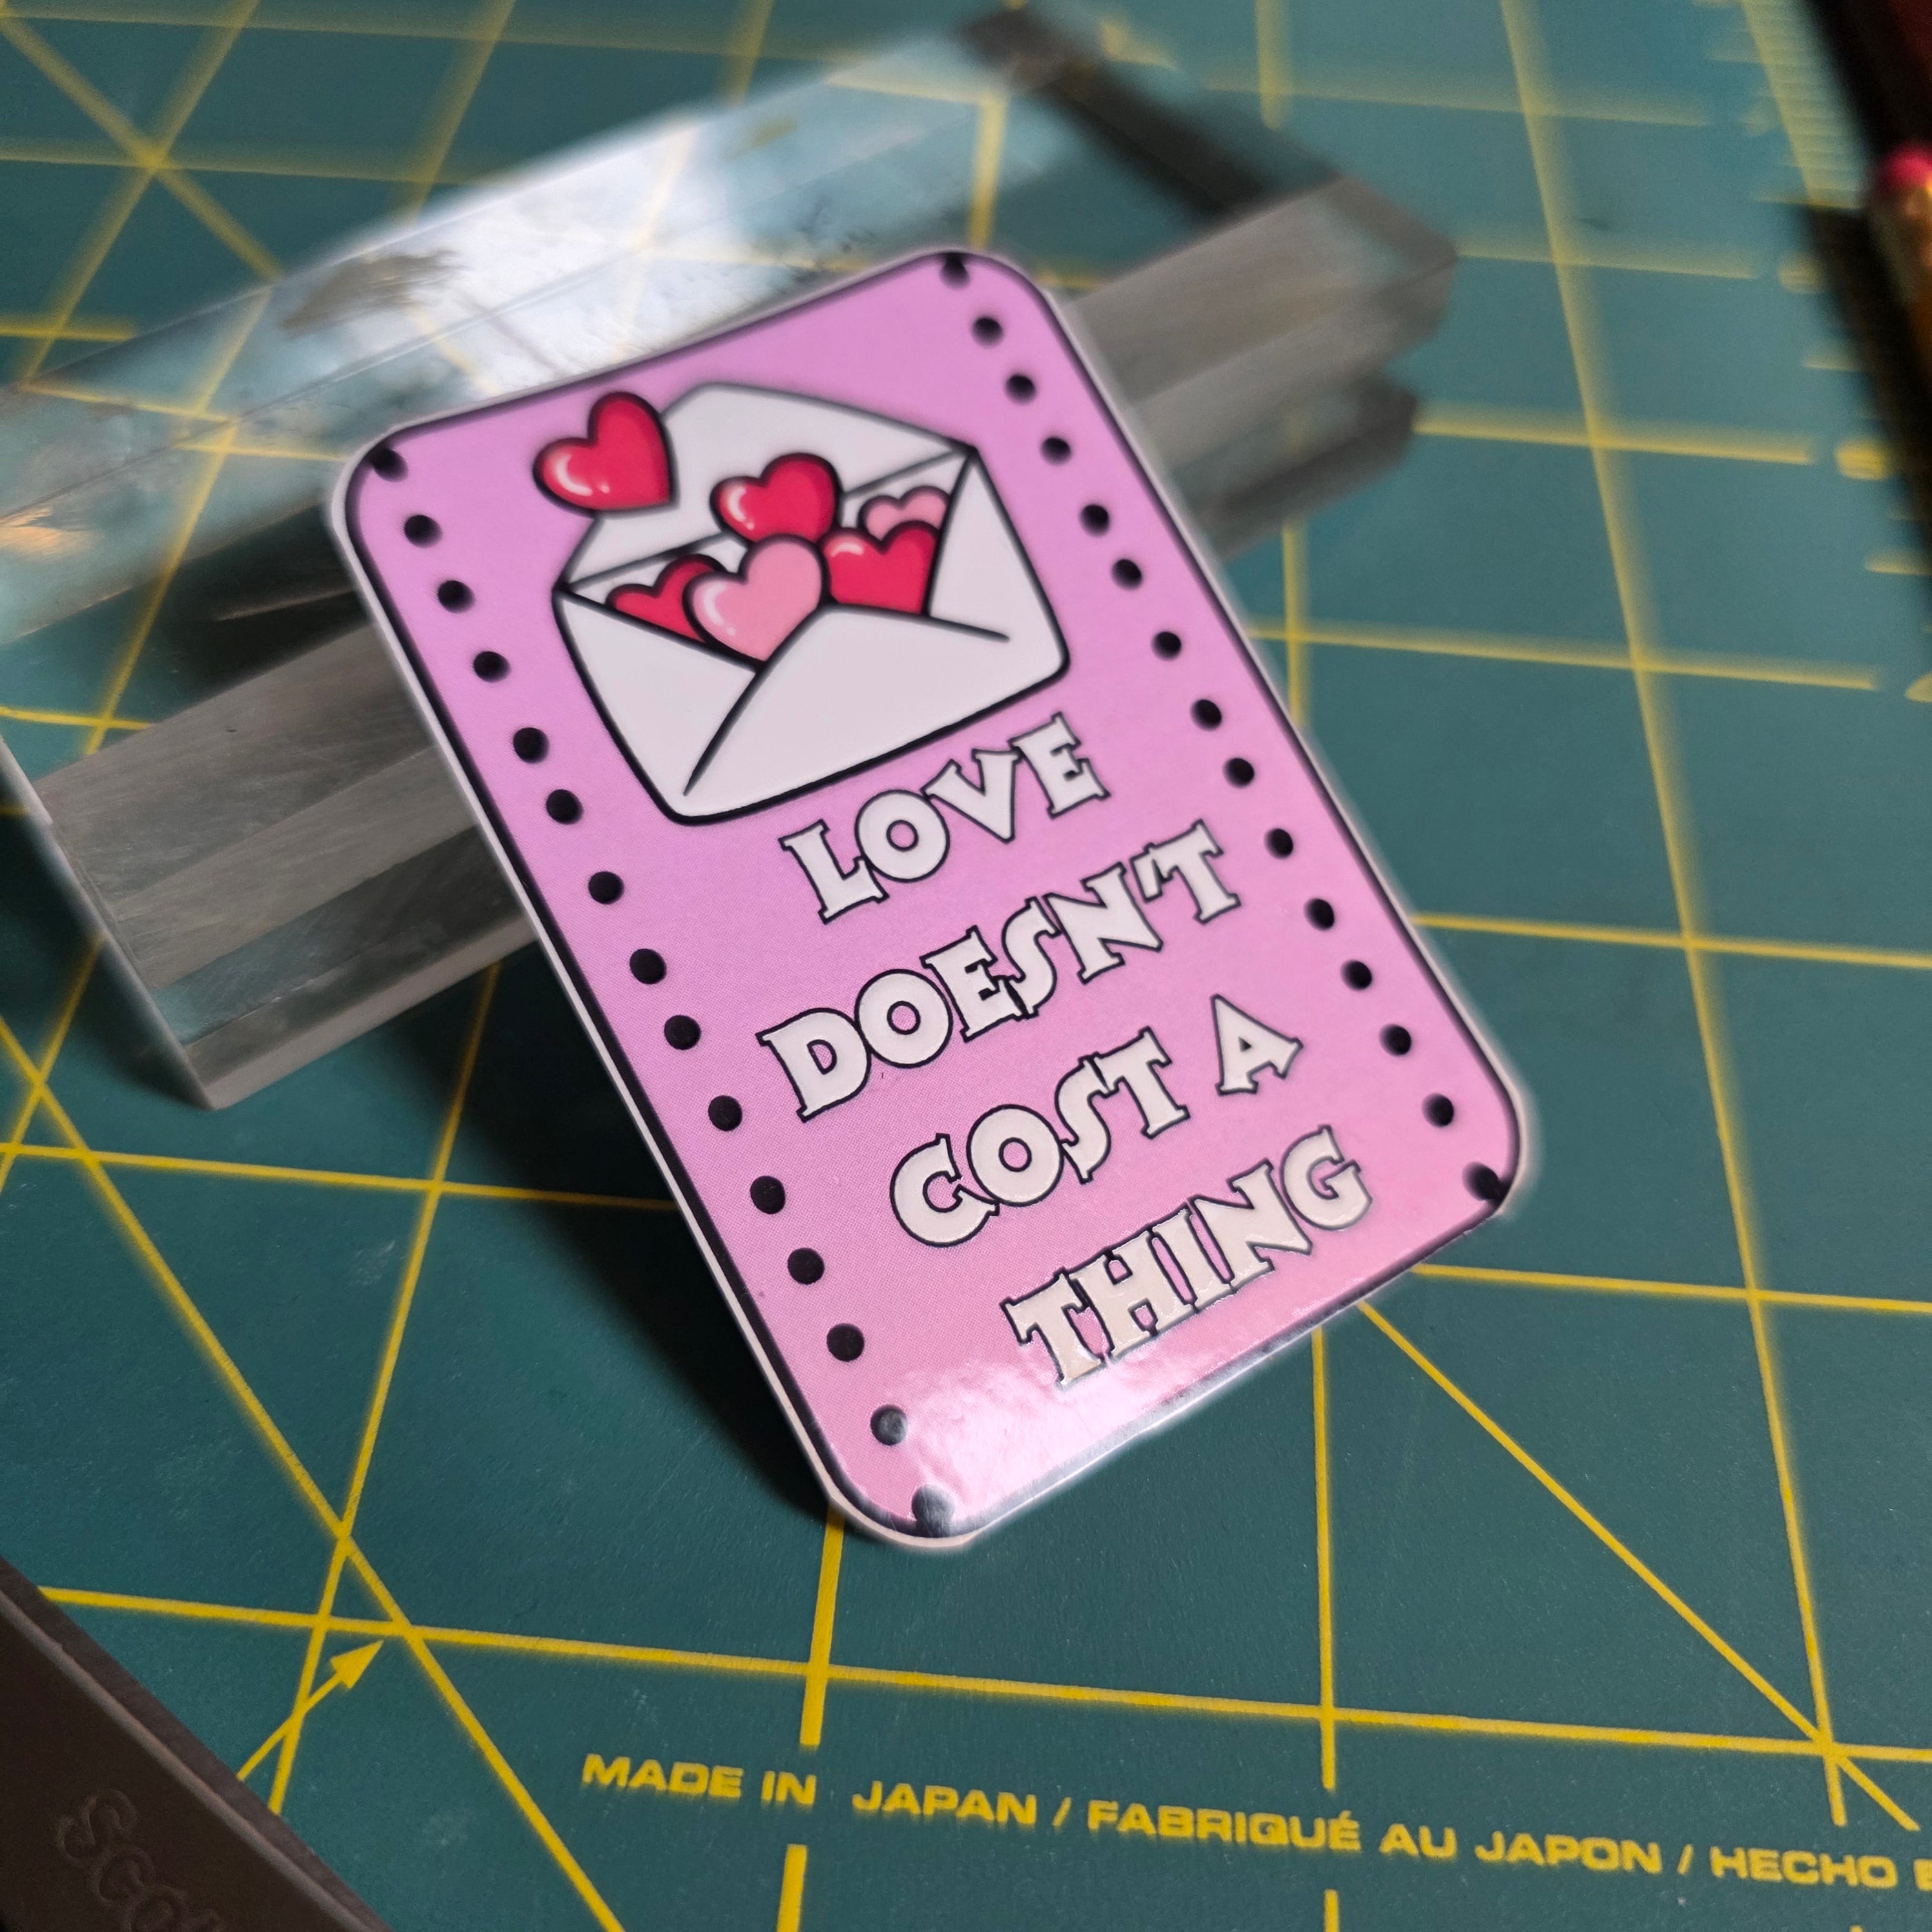 LOVE
DOESN'T
COST A
THING
MADE IN JAPAN / FABRIQUÉ AU JAPON / HECHO